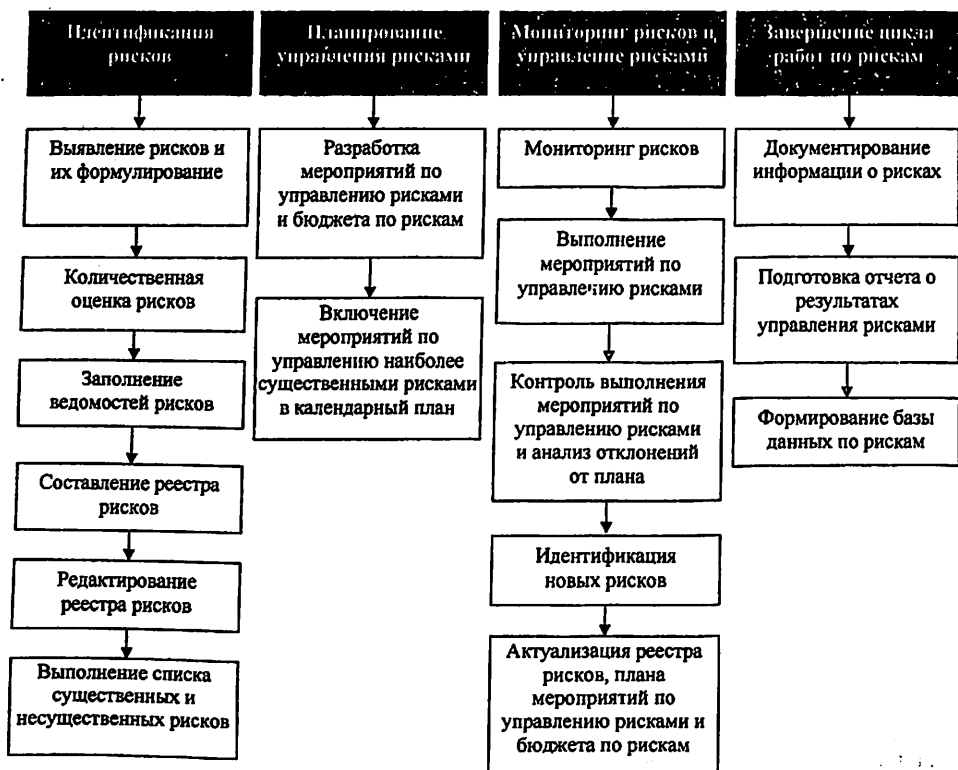 Идентификация
рисков
Выявление рисков и
их формулирование
Количественная
оценка рисков
Заполнение
ведомостей рисков
Составление реестра
рисков
Редактирование
реестра рисков
Выполнение списка
существенных и
несущественных рисков
Планирование
управления рисками
Разработка
мероприятий по
управлению рисками
и бюджета по рискам
Включение
мероприятий по
управлению наиболее
существенными рисками
в календарный план
Мониторинг рисков и
управление рисками
Мониторинг рисков
Выполнение
мероприятий по
управлению рисками
Контроль выполнения
мероприятий по
управлению рисками
и анализ отклонений
от плана
Идентификация
новых рисков
Актуализация реестра
рисков, плана
мероприятий по
управлению рисками и
бюджета по рискам
Завершение цикла
работ по рискам
Документирование
информации о рисках
Подготовка отчета о
результатах
управления рисками
Формирование базы
данных по рискам